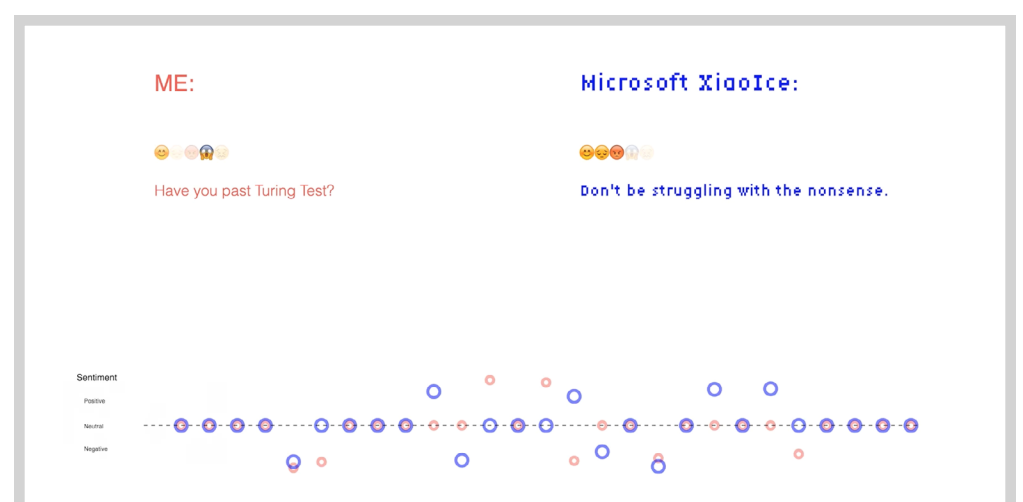 ME:
Microsoft XiaoIce:
Have you past Turing Test?
Don't be struggling with the nonsense.
Sentiment
Positive
Neutral
Negative